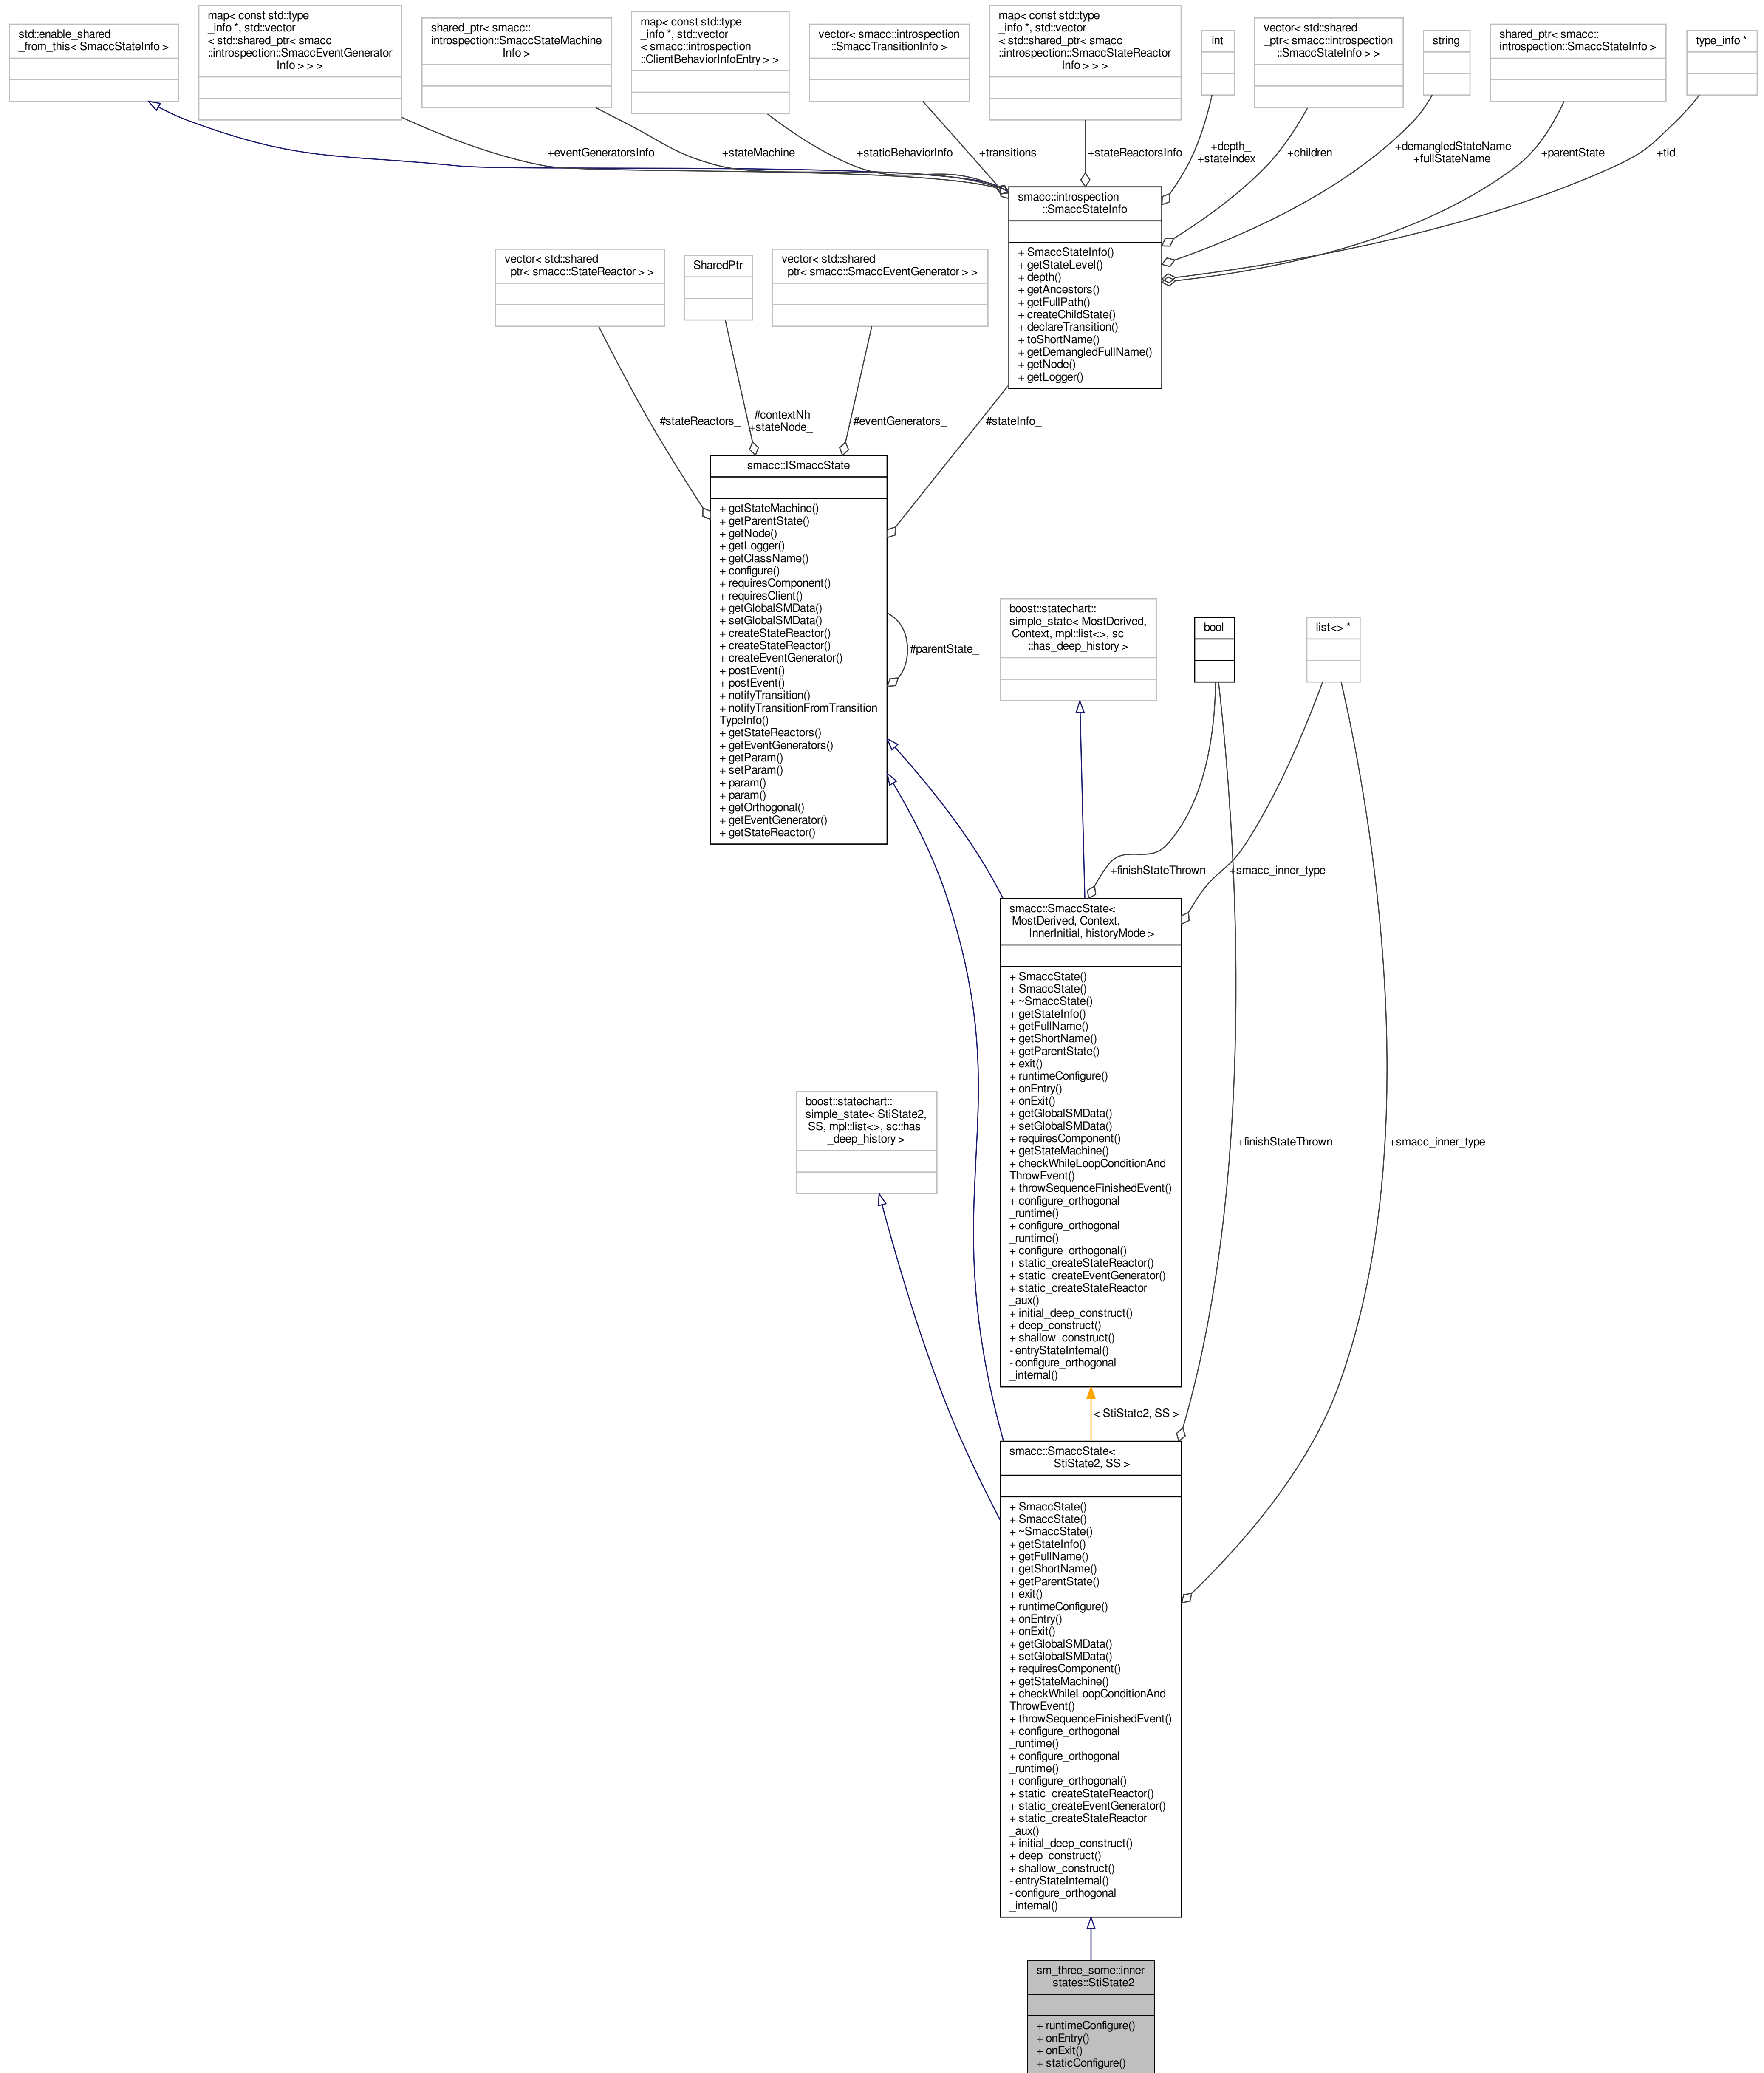 std::enable_shared
_from_this< SmaccStateInfo >
map< const std::type
_info *, std::vector
< std::shared_ptr< smacc
::introspection::SmaccEventGenerator
Info > > >
shared_ptr< smacc::
introspection::SmaccStateMachine
Info >
map< const std::type
_info *, std::vector
< smacc::introspection
::ClientBehaviorInfoEntry > >
vector< smacc::introspection
::SmaccTransitionInfo >
map< const std::type
_info *, std::vector
< std::shared_ptr< smacc
::introspection::SmaccStateReactor
Info > > >
int
vector< std::shared
_ptr< smacc::introspection
::SmaccStateInfo > >
string
shared_ptr< smacc::
introspection::SmaccStateInfo >
type_info *
+eventGeneratorsInfo
+stateMachine_
+staticBehaviorInfo
+transitions_
+stateReactorsInfo
+depth_
+stateIndex_
+children_
+demangledStateName
+fullStateName
+parentState_
+tid_
smacc::introspection
::SmaccStateInfo
+ SmaccStateInfo()
+ getStateLevel()
+ depth()
+ getAncestors()
+ getFullPath()
+ createChildState()
+ declareTransition()
+ toShortName()
+ getDemangledFullName()
+ getNode()
+ getLogger()
vector< std::shared
_ptr< smacc::StateReactor > >
SharedPtr
vector< std::shared
_ptr< smacc::SmaccEventGenerator > >
#stateReactors_
#contextNh
+stateNode_
#eventGenerators_
#stateInfo_
smacc::ISmaccState
+ getStateMachine()
+ getParentState()
+ getNode()
+ getLogger()
+ getClassName()
+ configure()
+ requiresComponent()
+ requiresClient()
+ getGlobalSMData()
+ setGlobalSMData()
+ createStateReactor()
+ createStateReactor()
+ createEventGenerator()
+ postEvent()
+ postEvent()
+ notifyTransition()
+ notifyTransitionFromTransition
TypeInfo()
+ getStateReactors()
+ getEventGenerators()
+ getParam()
+ setParam()
+ param()
+ param()
+ getOrthogonal()
+ getEventGenerator()
+ getStateReactor()
#parentState_
boost::statechart::
simple_state< MostDerived,
Context, mpl::list<>, sc
::has_deep_history >
bool
list<> *
+finishStateThrown
+smacc_inner_type
smacc::SmaccState<
MostDerived, Context,
InnerInitial, historyMode >
+ SmaccState()
+ SmaccState()
+ ~SmaccState()
+ getStateInfo()
+ getFullName()
+ getShortName()
+ getParentState()
+ exit()
+ runtimeConfigure()
+ onEntry()
+ onExit()
+ getGlobalSMData()
+ setGlobalSMData()
+ requiresComponent()
+ getStateMachine()
+ checkWhileLoopConditionAnd
ThrowEvent()
+ throwSequenceFinishedEvent()
+ configure_orthogonal
_runtime()
+ configure_orthogonal
_runtime()
+ configure_orthogonal()
+ static_createStateReactor()
+ static_createEventGenerator()
+ static_createStateReactor
_aux()
+ initial_deep_construct()
+ deep_construct()
+ shallow_construct()
- entryStateInternal()
- configure_orthogonal
_internal()
boost::statechart::
simple_state< StiState2,
SS, mpl::list<>, sc::has
_deep_history >
+finishStateThrown
+smacc_inner_type
< StiState2, SS >
smacc::SmaccState<
StiState2, SS >
+ SmaccState()
+ SmaccState()
+ ~SmaccState()
+ getStateInfo()
+ getFullName()
+ getShortName()
+ getParentState()
+ exit()
+ runtimeConfigure()
+ onEntry()
+ onExit()
+ getGlobalSMData()
+ setGlobalSMData()
+ requiresComponent()
+ getStateMachine()
+ checkWhileLoopConditionAnd
ThrowEvent()
+ throwSequenceFinishedEvent()
+ configure_orthogonal
_runtime()
+ configure_orthogonal
_runtime()
+ configure_orthogonal()
+ static_createStateReactor()
+ static_createEventGenerator()
+ static_createStateReactor
_aux()
+ initial_deep_construct()
+ deep_construct()
+ shallow_construct()
- entryStateInternal()
- configure_orthogonal
_internal()
sm_three_some::inner
_states::StiState2
+ runtimeConfigure()
+ onEntry()
+ onExit()
+ staticConfigure()